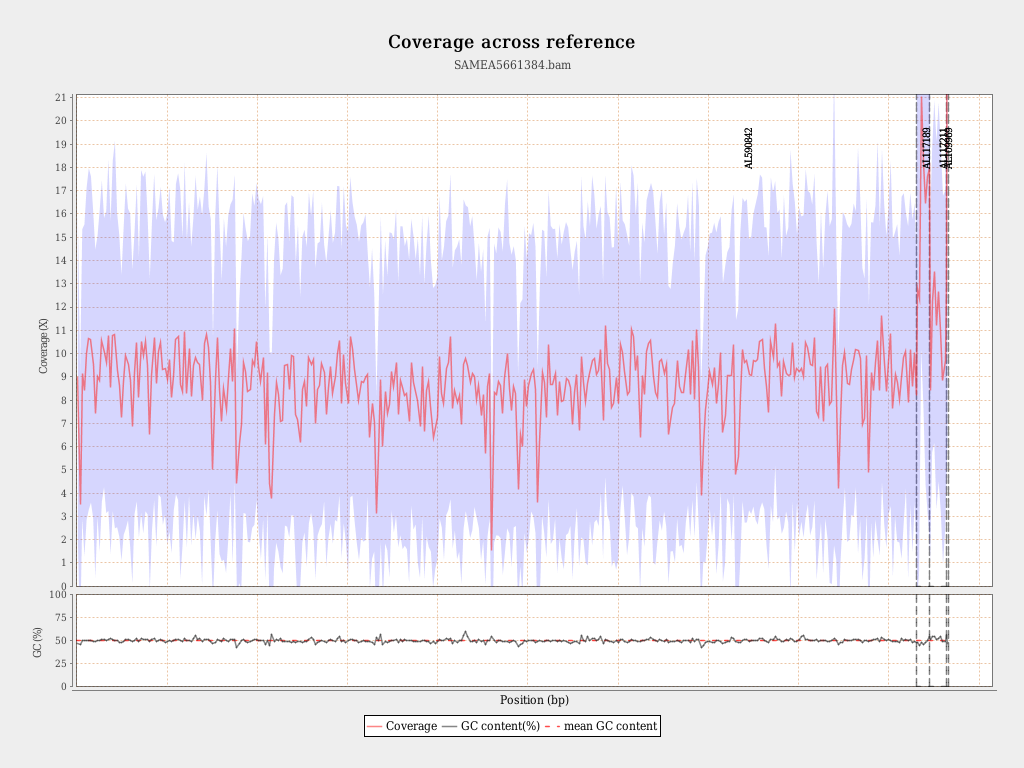 Coverage across reference
SAMEA5661384.bam
Coverage (X)
21
20
19
18
17
16
15
14
13
12
11
10
9
8
7
6
5
4
3
2
1
0
AL590842
AL117189
AL117211
AL109969
GC (%)
100
75
50
25
0
Position (bp)
Coverage GC content(%) mean GC content